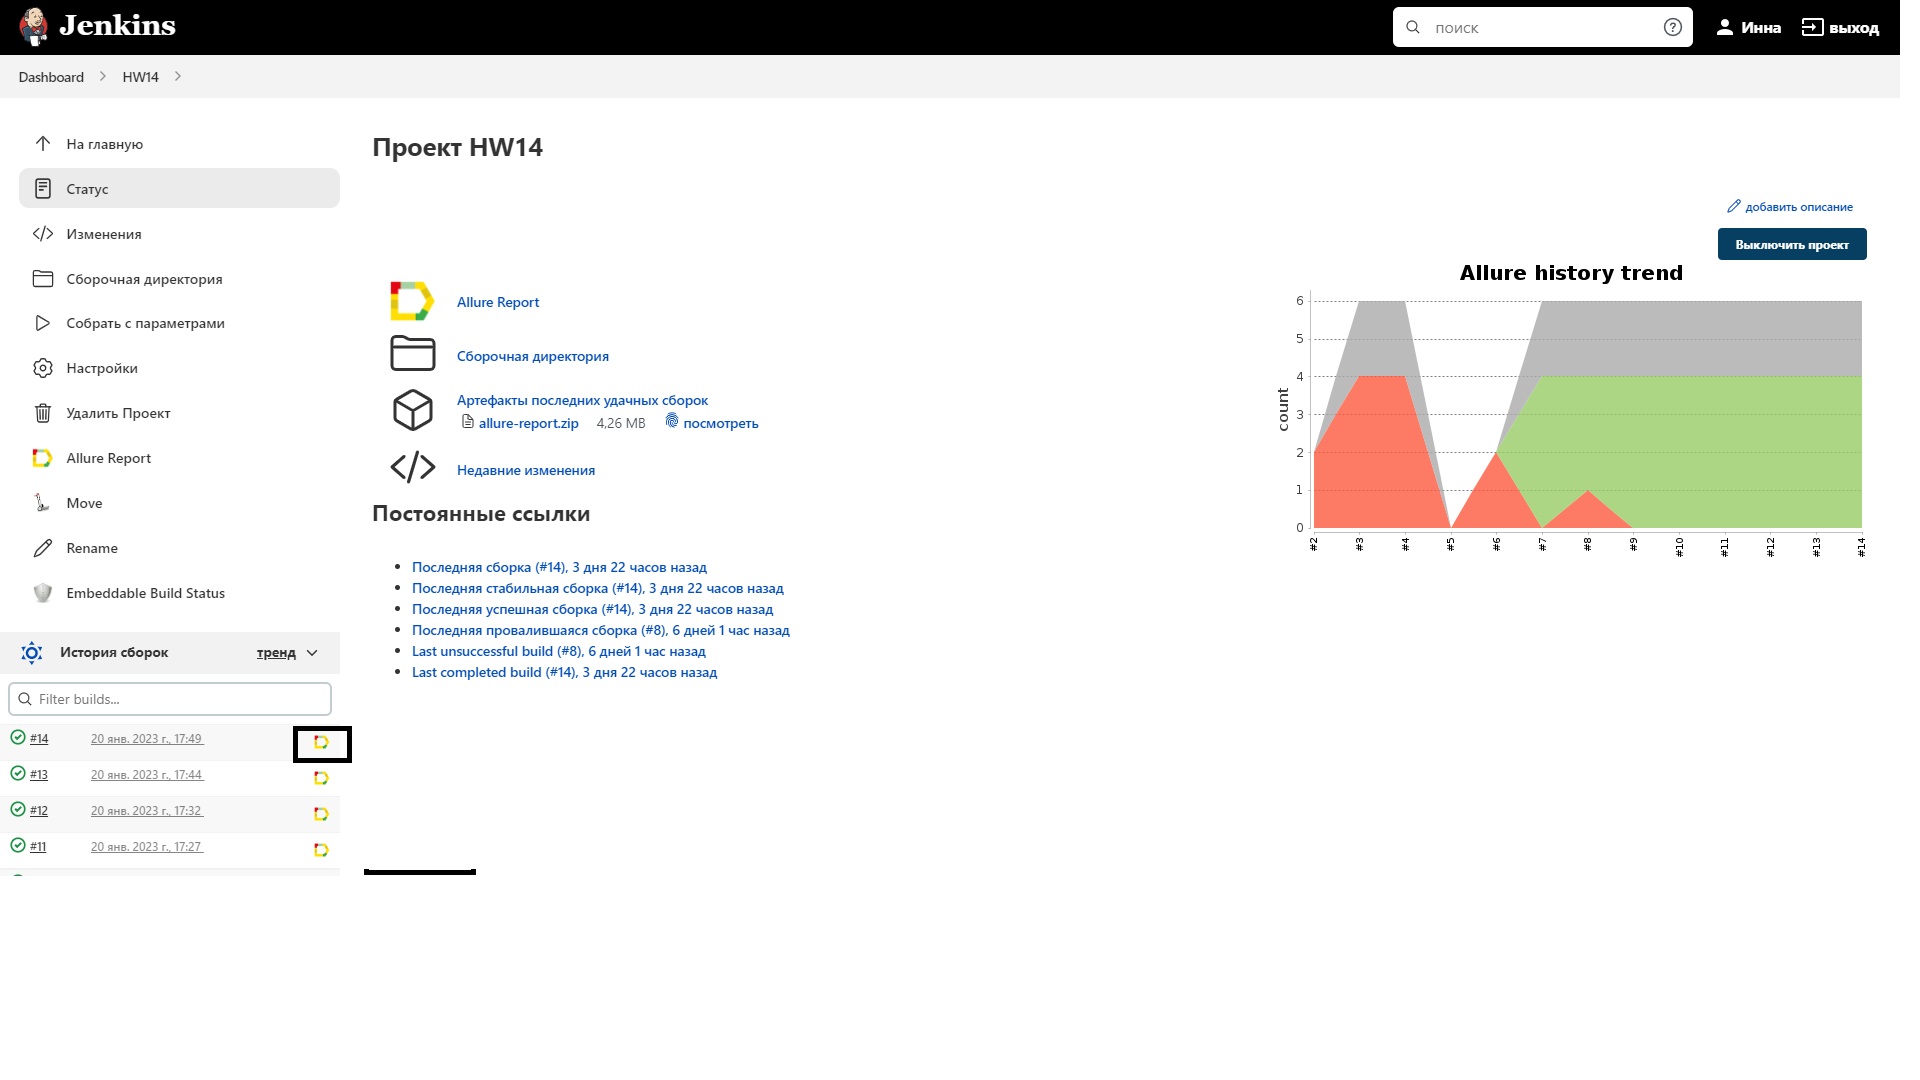 Jenkins
поиск
Инна
выход
Dashboard
HW14
На главную
Статус
Изменения
Сборочная директория
Собрать с параметрами
Настройки
Удалить Проект
Allure Report
Move
Rename
Embeddable Build Status
История сборок
тренд
Filter builds...
#14 20 янв. 2023 г., 17:49
#13 20 янв. 2023 г., 17:44
#12 20 янв. 2023 г., 17:32
#11 20 янв. 2023 г., 17:27
Проект HW14
добавить описание
Выключить проект
Allure Report
Сборочная директория
Артефакты последних удачных сборок
allure-report.zip 4,26 MB посмотреть
Недавние изменения
Постоянные ссылки
Последняя сборка (#14), 3 дня 22 часов назад
Последняя стабильная сборка (#14), 3 дня 22 часов назад
Последняя успешная сборка (#14), 3 дня 22 часов назад
Последняя провалившаяся сборка (#8), 6 дней 1 час назад
Last unsuccessful build (#8), 6 дней 1 час назад
Last completed build (#14), 3 дня 22 часов назад
Allure history trend
count
6
5
4
3
2
1
0
#2 #3 #4 #5 #6 #7 #8 #9 #10 #11 #12 #13 #14